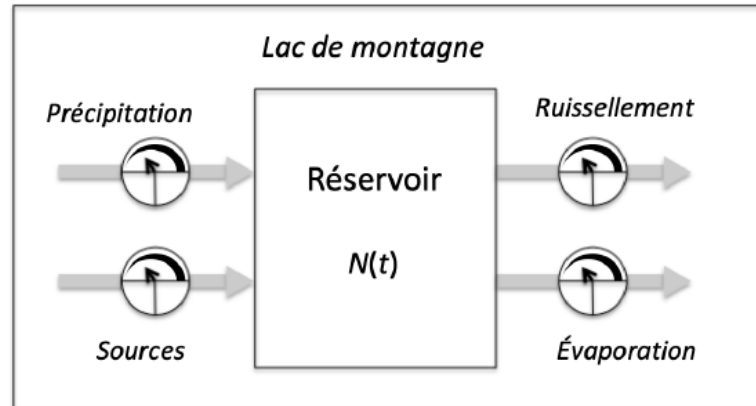 Lac de montagne
Précipitation
Ruissellement
Réservoir
N(t)
Sources
Évaporation